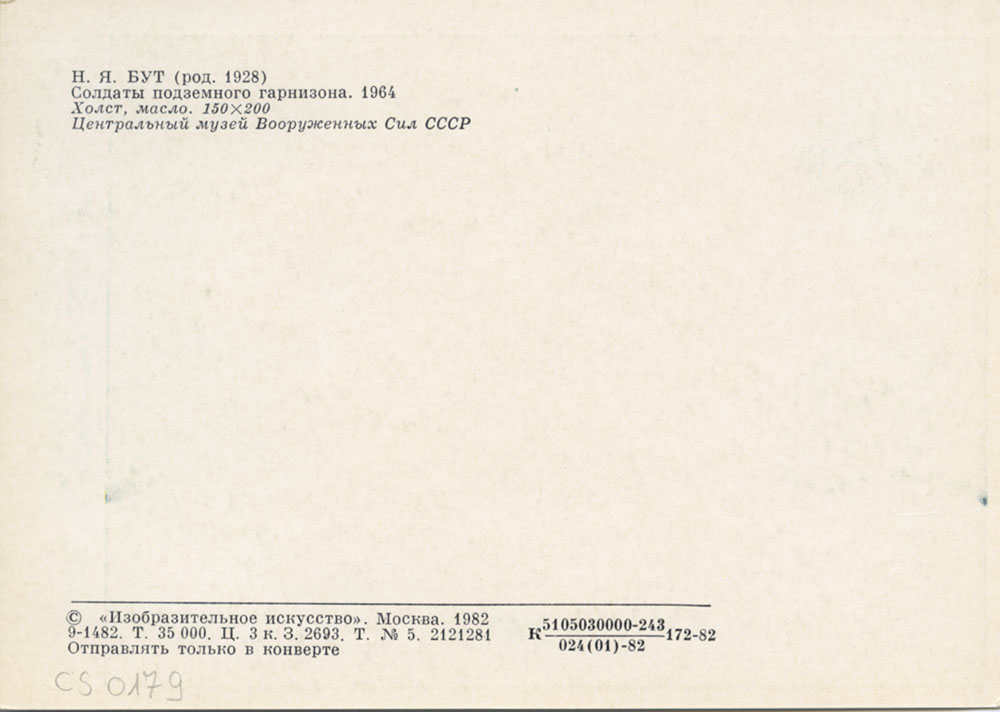 Н. Я. БУТ (род. 1928)
Солдаты подземного гарнизона. 1964
Холст, масло. 150×200
Центральный музей Вооруженных Сил СССР
© «Изобразительное искусство». Москва. 1982
9-1482. Т. 35 000. Ц. 3 к. З. 2693. Т. № 5. 2121281
Отправлять только в конверте
К 5105030000-243 172-82
024(01)-82
CS 0179